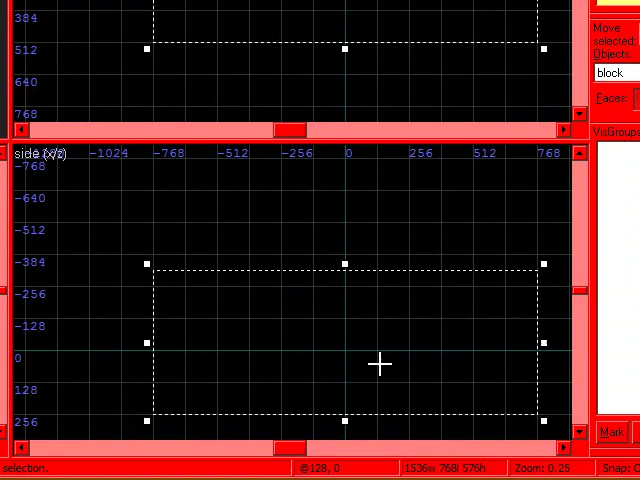 384
512
640
768
Move
selected:
Objects:
block
Faces:
VisGroups
side (x/z)
-1024 -768 -512 -256 0 256 512 768
-768
-640
-512
-384
-256
-128
0
128
256
Mark
selection.
@128, 0
1536w 768l 576h
Zoom: 0.25
Snap: O